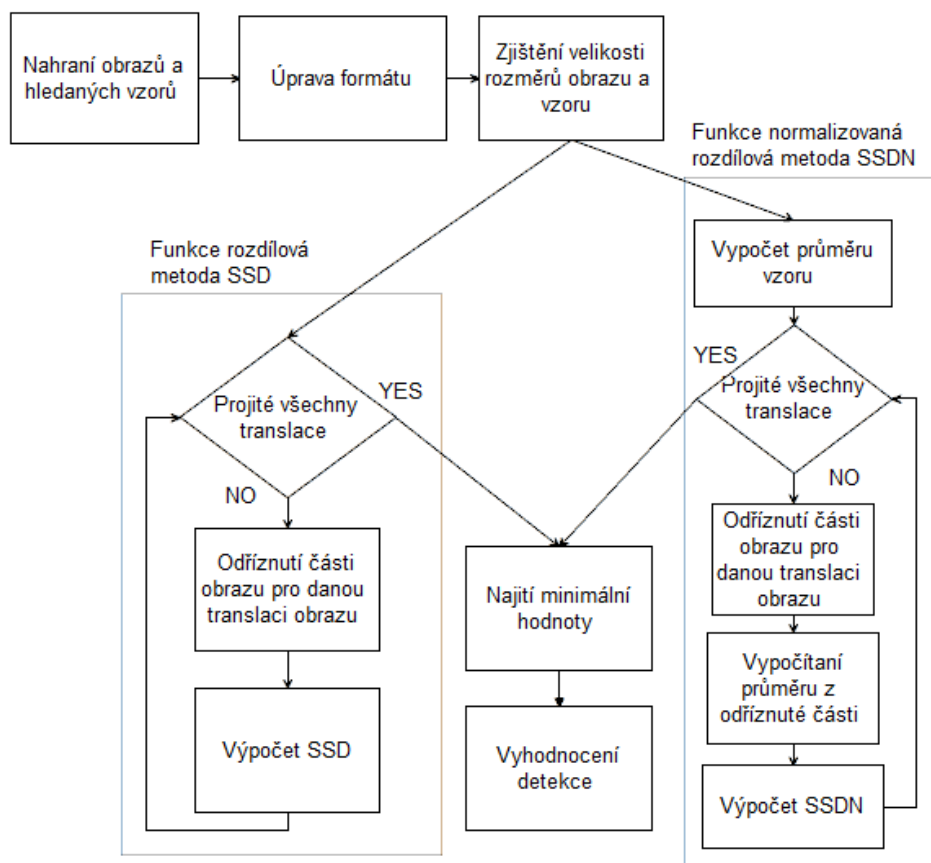 Nahraní obrazů a
hledaných vzorů
Úprava formátu
Zjištění velikosti
rozměrů obrazu a
vzoru
Funkce normalizovaná
rozdílová metoda SSDN
Funkce rozdílová
metoda SSD
Vypočet průměru
vzoru
Projité všechny
translace
YES
NO
Odříznutí části
obrazu pro danou
translaci obrazu
Výpočet SSD
YES
Projité všechny
translace
NO
Odříznutí části
obrazu pro
danou translaci
obrazu
Vypočítaní
průměru z
odříznuté části
Výpočet SSDN
Najití minimální
hodnoty
Vyhodnocení
detekce